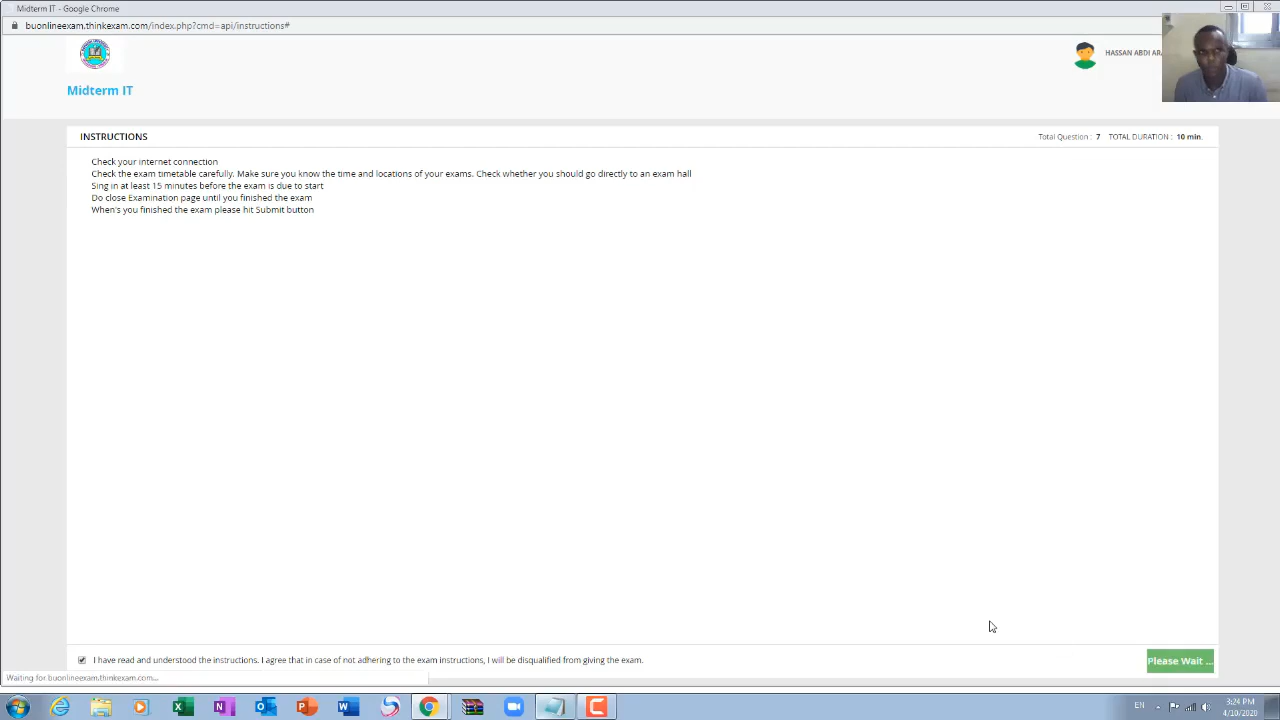 Midterm IT - Google Chrome
buonlineexam.thinkexam.com/index.php?cmd=api/instructions#
HASSAN ABDI
Midterm IT
INSTRUCTIONS
Total Question : 7 TOTAL DURATION : 10 min.
Check your internet connection
Check the exam timetable carefully. Make sure you know the time and locations of your exams. Check whether you should go directly to an exam hall
Sing in at least 15 minutes before the exam is due to start
Do close Examination page until you finished the exam
When's you finished the exam please hit Submit button
I have read and understood the instructions. I agree that in case of not adhering to the exam instructions, I will be disqualified from giving the exam.
Please Wait ...
Waiting for buonlineexam.thinkexam.com...
EN
3:24 PM
4/10/2020